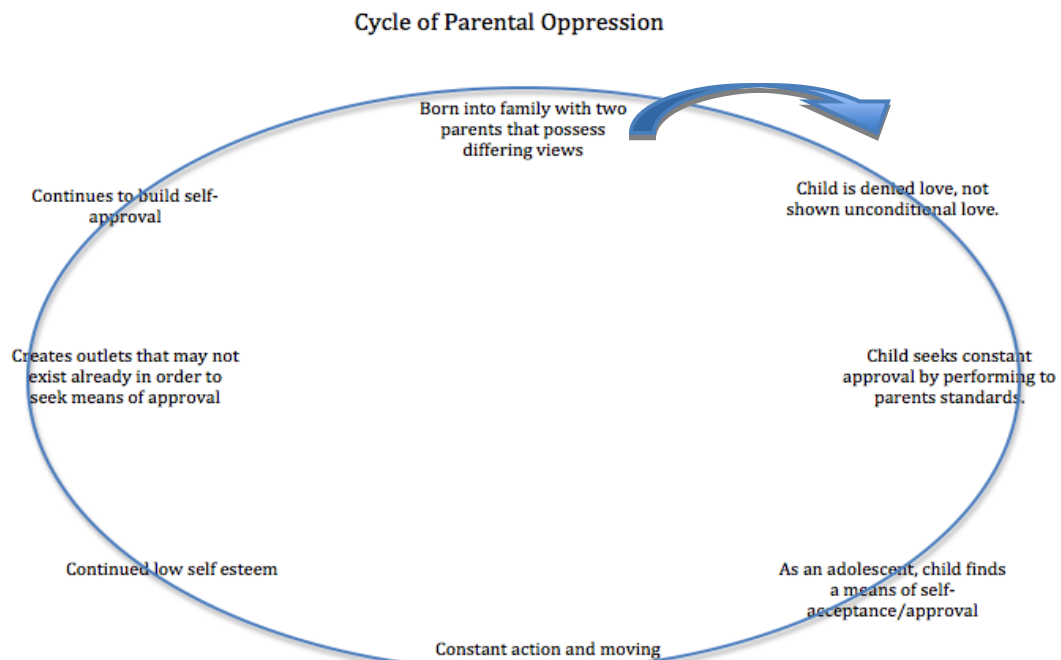 Cycle of Parental Oppression
Born into family with two
parents that possess
differing views
Child is denied love, not
shown unconditional love.
Child seeks constant
approval by performing to
parents standards.
As an adolescent, child finds
a means of self-
acceptance/approval
Constant action and moving
Continued low self esteem
Creates outlets that may not
exist already in order to
seek means of approval
Continues to build self-
approval